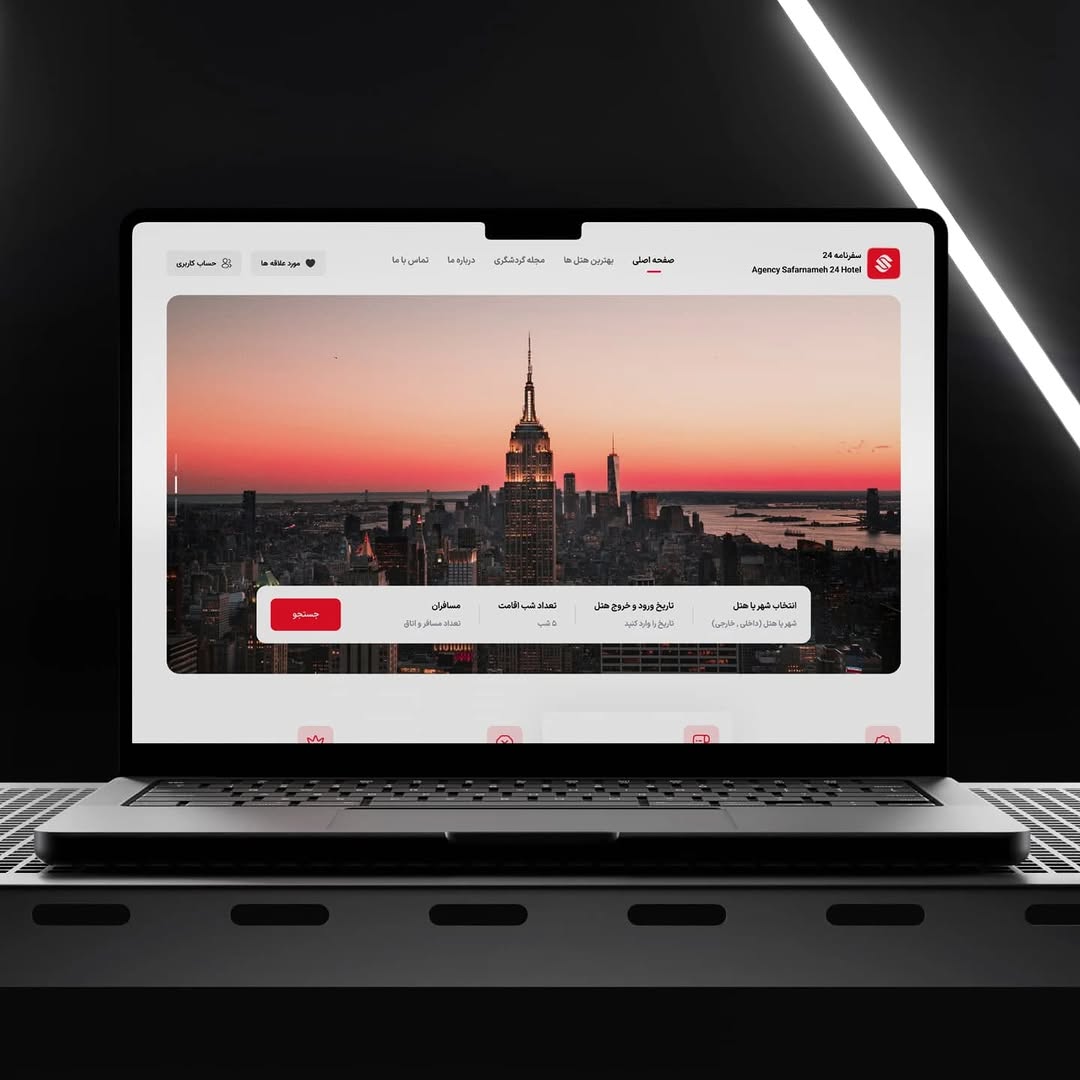 سفرنامه 24
Agency Safarnameh 24 Hotel
صفحه اصلی
بهترین هتل ها
مجله گردشگری
درباره ما
تماس با ما
مورد علاقه ها
حساب کاربری
انتخاب شهر یا هتل
شهر یا هتل (داخلی , خارجی)
تاریخ ورود و خروج هتل
تاریخ را وارد کنید
تعداد شب اقامت
۵ شب
مسافران
تعداد مسافر و اتاق
جستجو